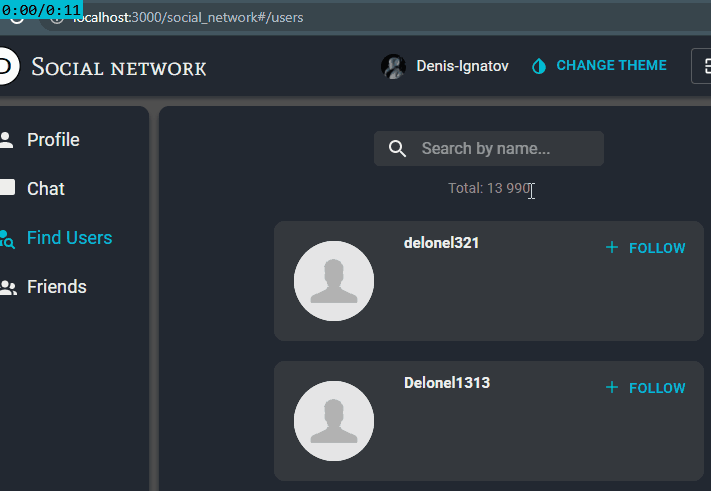 0:00/0:11
localhost:3000/social_network#/users
D SOCIAL NETWORK
Denis-Ignatov
CHANGE THEME
Profile
Chat
Find Users
Friends
Search by name...
Total: 13 990
delonel321
+ FOLLOW
Delonel1313
+ FOLLOW